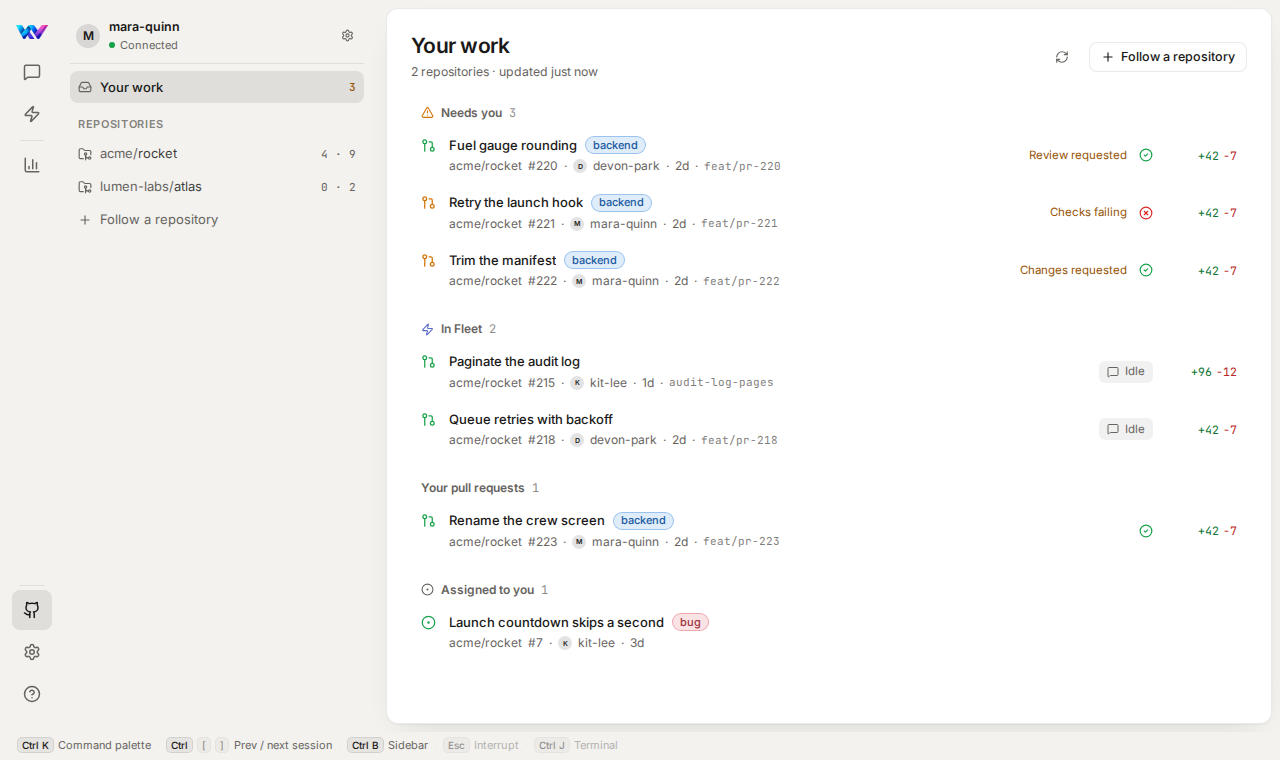 M mara-quinn
Connected
Your work 3
REPOSITORIES
acme/rocket 4 · 9
lumen-labs/atlas 0 · 2
Follow a repository
Your work
2 repositories · updated just now
Follow a repository
Needs you 3
Fuel gauge rounding backend
acme/rocket #220 · D devon-park · 2d · feat/pr-220
Review requested +42 -7
Retry the launch hook backend
acme/rocket #221 · M mara-quinn · 2d · feat/pr-221
Checks failing +42 -7
Trim the manifest backend
acme/rocket #222 · M mara-quinn · 2d · feat/pr-222
Changes requested +42 -7
In Fleet 2
Paginate the audit log
acme/rocket #215 · K kit-lee · 1d · audit-log-pages
Idle +96 -12
Queue retries with backoff
acme/rocket #218 · D devon-park · 2d · feat/pr-218
Idle +42 -7
Your pull requests 1
Rename the crew screen backend
acme/rocket #223 · M mara-quinn · 2d · feat/pr-223
+42 -7
Assigned to you 1
Launch countdown skips a second bug
acme/rocket #7 · K kit-lee · 3d
Ctrl K Command palette Ctrl [ ] Prev / next session Ctrl B Sidebar Esc Interrupt Ctrl J Terminal